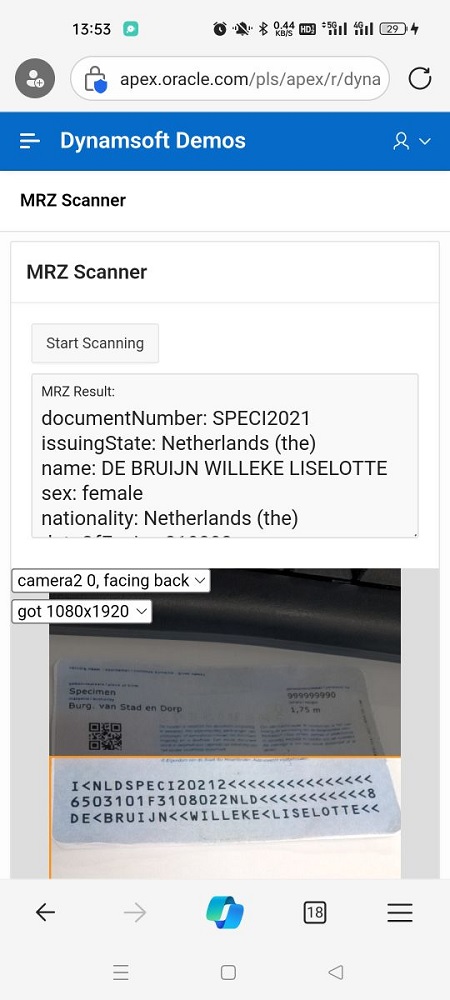 13:53
0.44 KB/S HD 5G 4G 29
apex.oracle.com/pls/apex/r/dyna
Dynamsoft Demos
MRZ Scanner
MRZ Scanner
Start Scanning
MRZ Result:
documentNumber: SPECI2021
issuingState: Netherlands (the)
name: DE BRUIJN WILLEKE LISELOTTE
sex: female
nationality: Netherlands (the)
camera2 0, facing back
got 1080x1920
Specimen
999999990
Burg. van Stad en Dorp
1,75 m
I<NLDSPECI20212<<<<<<<<<<<<<<<
6503101F3108022NLD<<<<<<<<<<<8
DE<BRUIJN<<WILLEKE<LISELOTTE<<
18